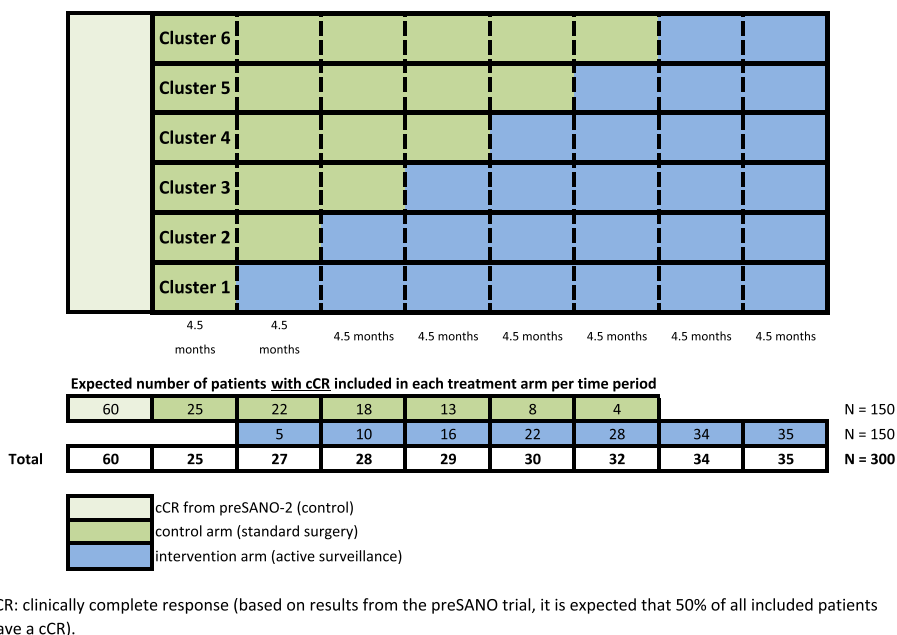 Cluster 6
Cluster 5
Cluster 4
Cluster 3
Cluster 2
Cluster 1
4.5 months 4.5 months 4.5 months 4.5 months 4.5 months 4.5 months 4.5 months 4.5 months
Expected number of patients with cCR included in each treatment arm per time period
60 25 22 18 13 8 4 N = 150
5 10 16 22 28 34 35 N = 150
Total 60 25 27 28 29 30 32 34 35 N = 300
cCR from preSANO-2 (control)
control arm (standard surgery)
intervention arm (active surveillance)
CR: clinically complete response (based on results from the preSANO trial, it is expected that 50% of all included patients
ave a cCR).